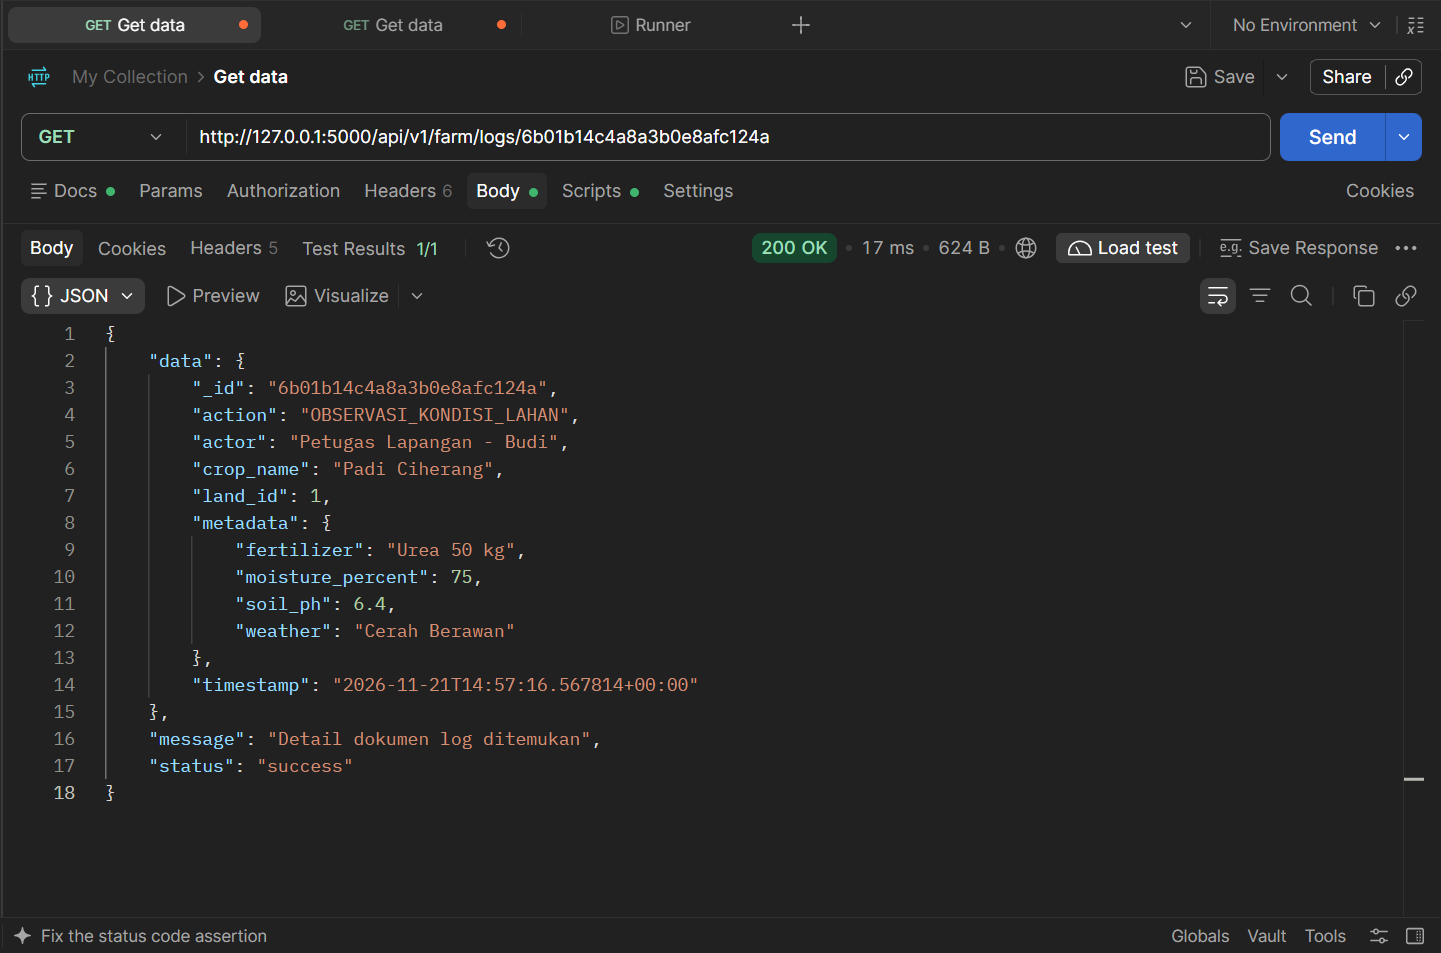 GET Get data GET Get data Runner No Environment
HTTP My Collection > Get data Save Share
GET http://127.0.0.1:5000/api/v1/farm/logs/6b01b14c4a8a3b0e8afc124a Send
Docs Params Authorization Headers 6 Body Scripts Settings Cookies
Body Cookies Headers 5 Test Results 1/1 200 OK • 17 ms • 624 B • Load test e.g. Save Response
{} JSON Preview Visualize
1 {
2 "data": {
3 "_id": "6b01b14c4a8a3b0e8afc124a",
4 "action": "OBSERVASI_KONDISI_LAHAN",
5 "actor": "Petugas Lapangan - Budi",
6 "crop_name": "Padi Ciherang",
7 "land_id": 1,
8 "metadata": {
9 "fertilizer": "Urea 50 kg",
10 "moisture_percent": 75,
11 "soil_ph": 6.4,
12 "weather": "Cerah Berawan"
13 },
14 "timestamp": "2026-11-21T14:57:16.567814+00:00"
15 },
16 "message": "Detail dokumen log ditemukan",
17 "status": "success"
18 }
Fix the status code assertion Globals Vault Tools